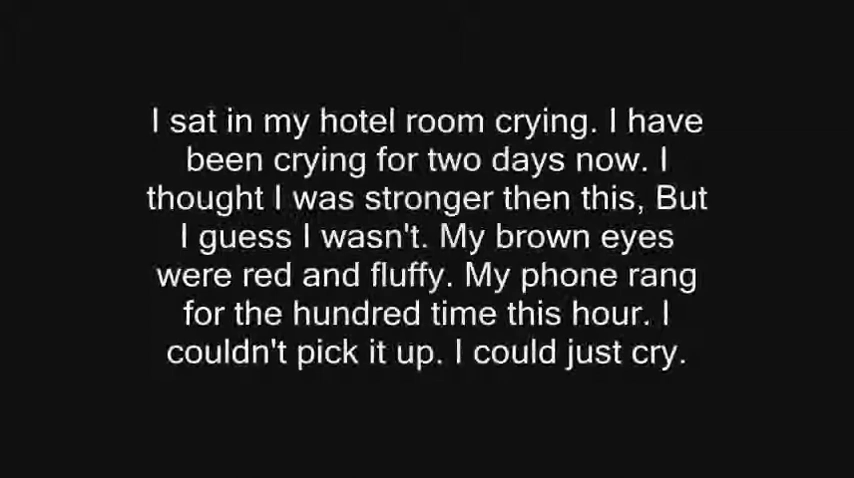 I sat in my hotel room crying. I have
been crying for two days now. I
thought I was stronger then this, But
I guess I wasn't. My brown eyes
were red and fluffy. My phone rang
for the hundred time this hour. I
couldn't pick it up. I could just cry.